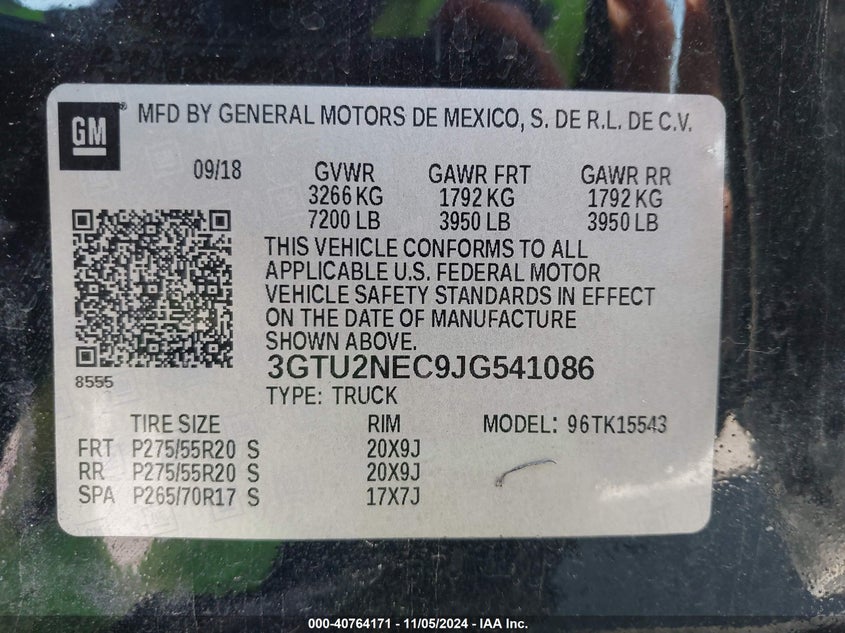 GM ® MFD BY GENERAL MOTORS DE MEXICO, S. DE R.L. DE C.V.
09/18 GVWR GAWR FRT GAWR RR
3266 KG 1792 KG 1792 KG
7200 LB 3950 LB 3950 LB
THIS VEHICLE CONFORMS TO ALL
APPLICABLE U.S. FEDERAL MOTOR
VEHICLE SAFETY STANDARDS IN EFFECT
ON THE DATE OF MANUFACTURE
SHOWN ABOVE.
3GTU2NEC9JG541086
8555
TYPE: TRUCK
TIRE SIZE RIM MODEL: 96TK15543
FRT P275/55R20 S 20X9J
RR P275/55R20 S 20X9J
SPA P265/70R17 S 17X7J
000-40764171 - 11/05/2024 - IAA Inc.